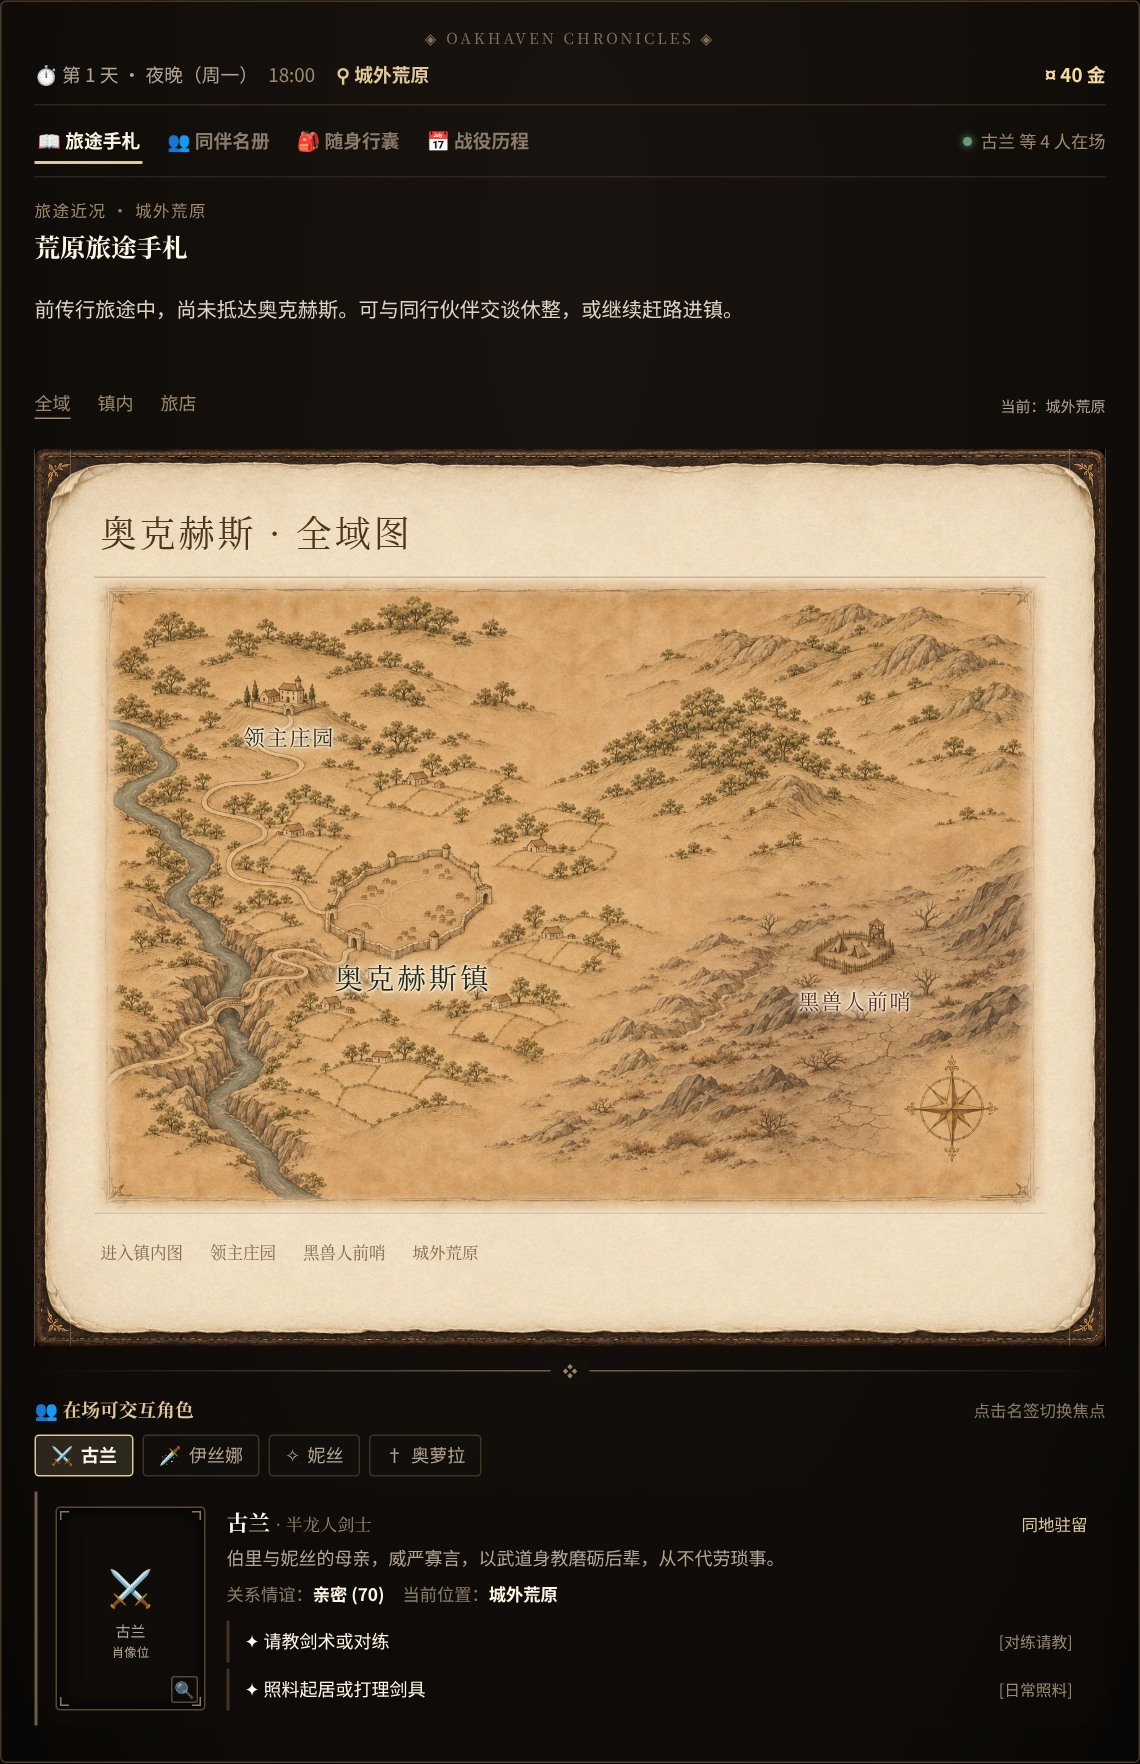 ◈ OAKHAVEN CHRONICLES ◈
⏱️ 第 1 天 · 夜晚（周一） 18:00 ⚲ 城外荒原 ¤ 40 金
📖 旅途手札 👥 同伴名册 🎒 随身行囊 📅 战役历程 古兰 等 4 人在场
旅途近况 · 城外荒原
荒原旅途手札
前传行旅途中，尚未抵达奥克赫斯。可与同行伙伴交谈休整，或继续赶路进镇。
全域 镇内 旅店 当前：城外荒原
奥克赫斯 · 全域图
领主庄园
奥克赫斯镇
黑兽人前哨
进入镇内图 领主庄园 黑兽人前哨 城外荒原
👥 在场可交互角色 点击名签切换焦点
⚔️ 古兰 🗡️ 伊丝娜 ✧ 妮丝 ✝ 奥萝拉
古兰 · 半龙人剑士 同地驻留
伯里与妮丝的母亲，威严寡言，以武道身教磨砺后辈，从不代劳琐事。
关系情谊：亲密 (70) 当前位置：城外荒原
古兰
肖像位
✦ 请教剑术或对练 [对练请教]
✦ 照料起居或打理剑具 [日常照料]